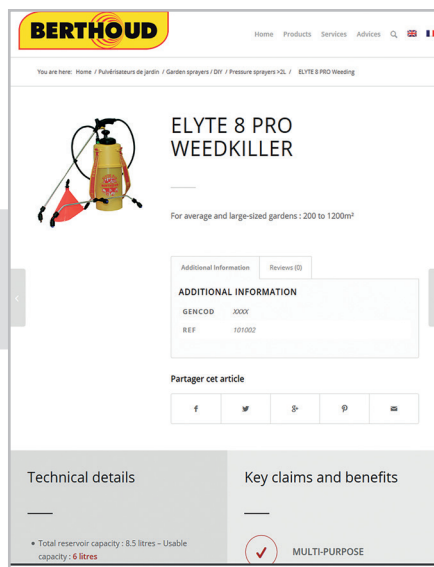 BERTHOUD
Home Products Services Advices
You are here: Home / Pulvérisateurs de jardin / Garden sprayers / DIY / Pressure sprayers >2L / ELYTE 8 PRO Weeding
ELYTE 8 PRO
WEEDKILLER
For average and large-sized gardens : 200 to 1200m²
Additional Information Reviews (0)
ADDITIONAL INFORMATION
GENCOD XXXX
REF 101002
Partager cet article
Technical details
• Total reservoir capacity : 8.5 litres – Usable
capacity : 6 litres
Key claims and benefits
MULTI-PURPOSE